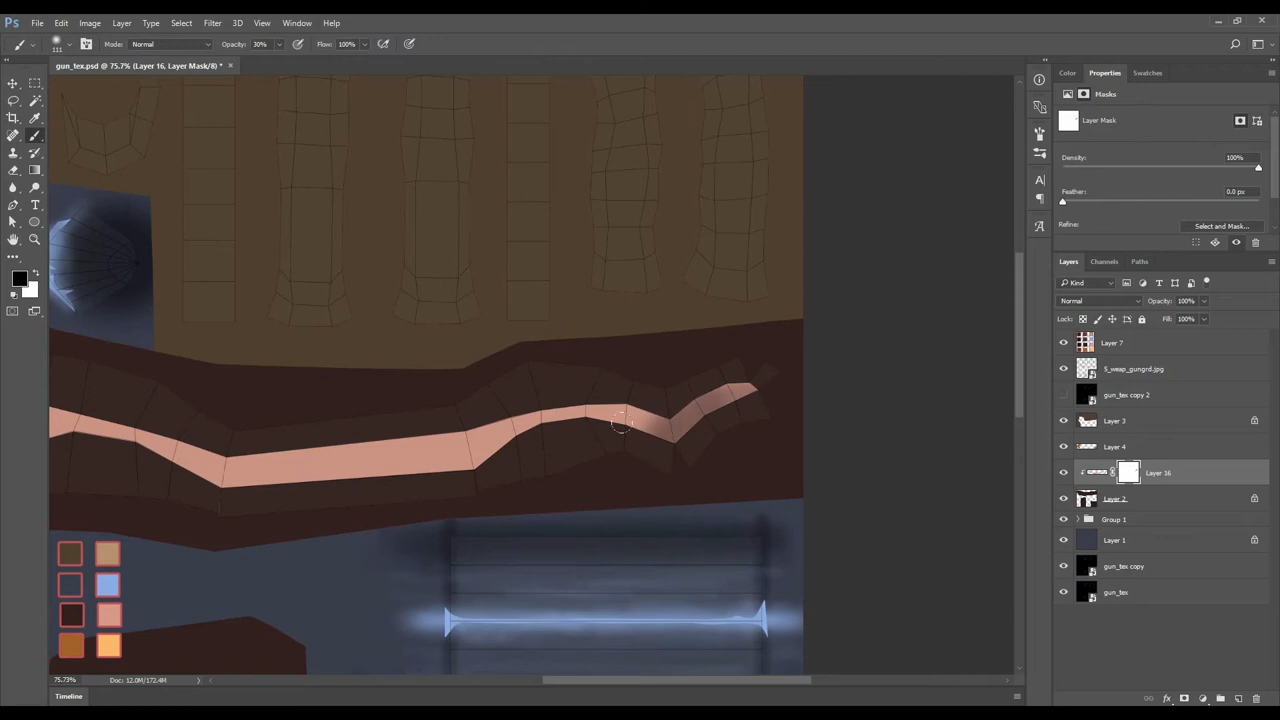 Ps File Edit Image Layer Type Select Filter 3D View Window Help
111 Mode: Normal Opacity: 30% Flow: 100%
gun_tex.psd @ 75.7% (Layer 16, Layer Mask/8) * ×
Color Properties Swatches
Masks
Layer Mask
Density: 100%
Feather: 0.0 px
Refine: Select and Mask...
Layers Channels Paths
Kind
Normal Opacity: 100%
Lock: Fill: 100%
Layer 7
S_weap_gungrd.jpg
gun_tex copy 2
Layer 3
Layer 4
Layer 16
Layer 2
Group 1
Layer 1
gun_tex copy
gun_tex
75.73% Doc: 12.0M/172.4M
Timeline